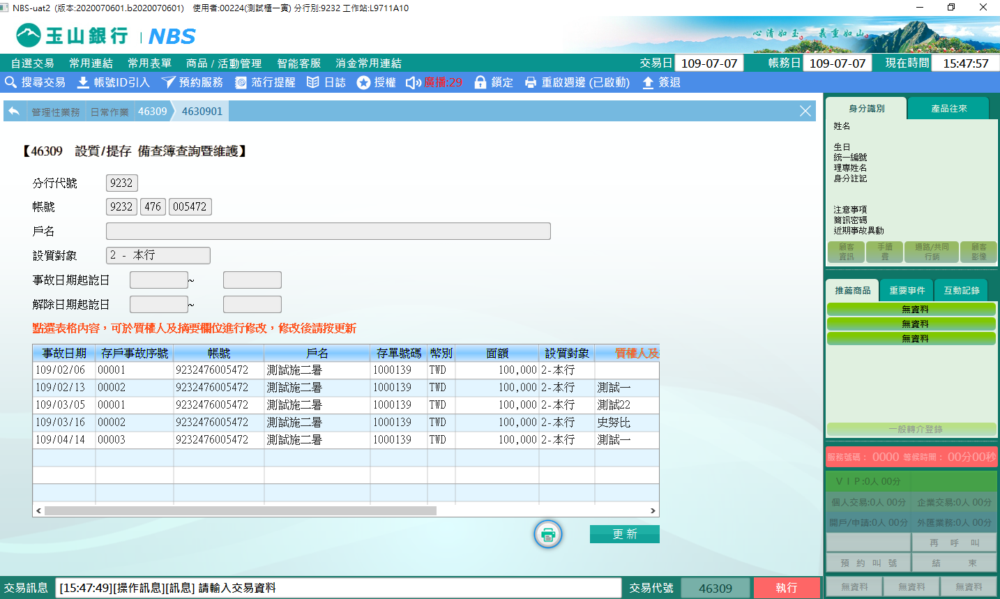 NBS-uat2 (版本:2020070601.b2020070601) 使用者:00224(測試櫃一寅) 分行別:9232 工作站:L9711A10
玉山銀行 NBS
心清如玉。 義重如山。
自選交易 常用連結 常用表單 商品 / 活動管理 智能客服 消金常用連結
交易日 109-07-07 帳務日 109-07-07 現在時間 15:47:57
搜尋交易 帳號ID引入 預約服務 蒞行提醒 日誌 授權 廣播:29 鎖定 重啟週邊 (已啟動) 簽退
管理性業務 日常作業 46309 4630901
【46309 設質/提存 備查簿查詢暨維護】
分行代號 9232
帳號 9232 476 005472
戶名
設質對象 2 - 本行
事故日期起訖日 ~
解除日期起訖日 ~
點選表格內容，可於質權人及摘要欄位進行修改，修改後請按更新
事故日期 存戶事故序號 帳號 戶名 存單號碼 幣別 面額 設質對象 質權人及
109/02/06 00001 9232476005472 測試施二暑 1000139 TWD 100,000 2-本行
109/02/13 00002 9232476005472 測試施二暑 1000139 TWD 100,000 2-本行 測試一
109/03/05 00001 9232476005472 測試施二暑 1000139 TWD 100,000 2-本行 測試22
109/03/16 00002 9232476005472 測試施二暑 1000139 TWD 100,000 2-本行 史努比
109/04/14 00003 9232476005472 測試施二暑 1000139 TWD 100,000 2-本行 測試一
更新
交易訊息 [15:47:49][操作訊息][訊息] 請輸入交易資料 交易代號 46309 執行
身分識別 產品往來
姓名
生日
統一編號
理專姓名
身分註記
注意事項
簡訊密碼
近期事故異動
顧客資訊 手續費 通路/共同行銷 顧客影像
推薦商品 重要事件 互動記錄
無資料
無資料
無資料
一般轉介登錄
服務號碼： 0000 等候時間： 00分00秒
ＶＩＰ:0人 00分
個人交易:0人 00分 企業交易:0人 00分
開戶/申請:0人 00分 外匯業務:0人 00分
再 呼 叫
預 約 叫 號 結 束
無資料 無資料 無資料